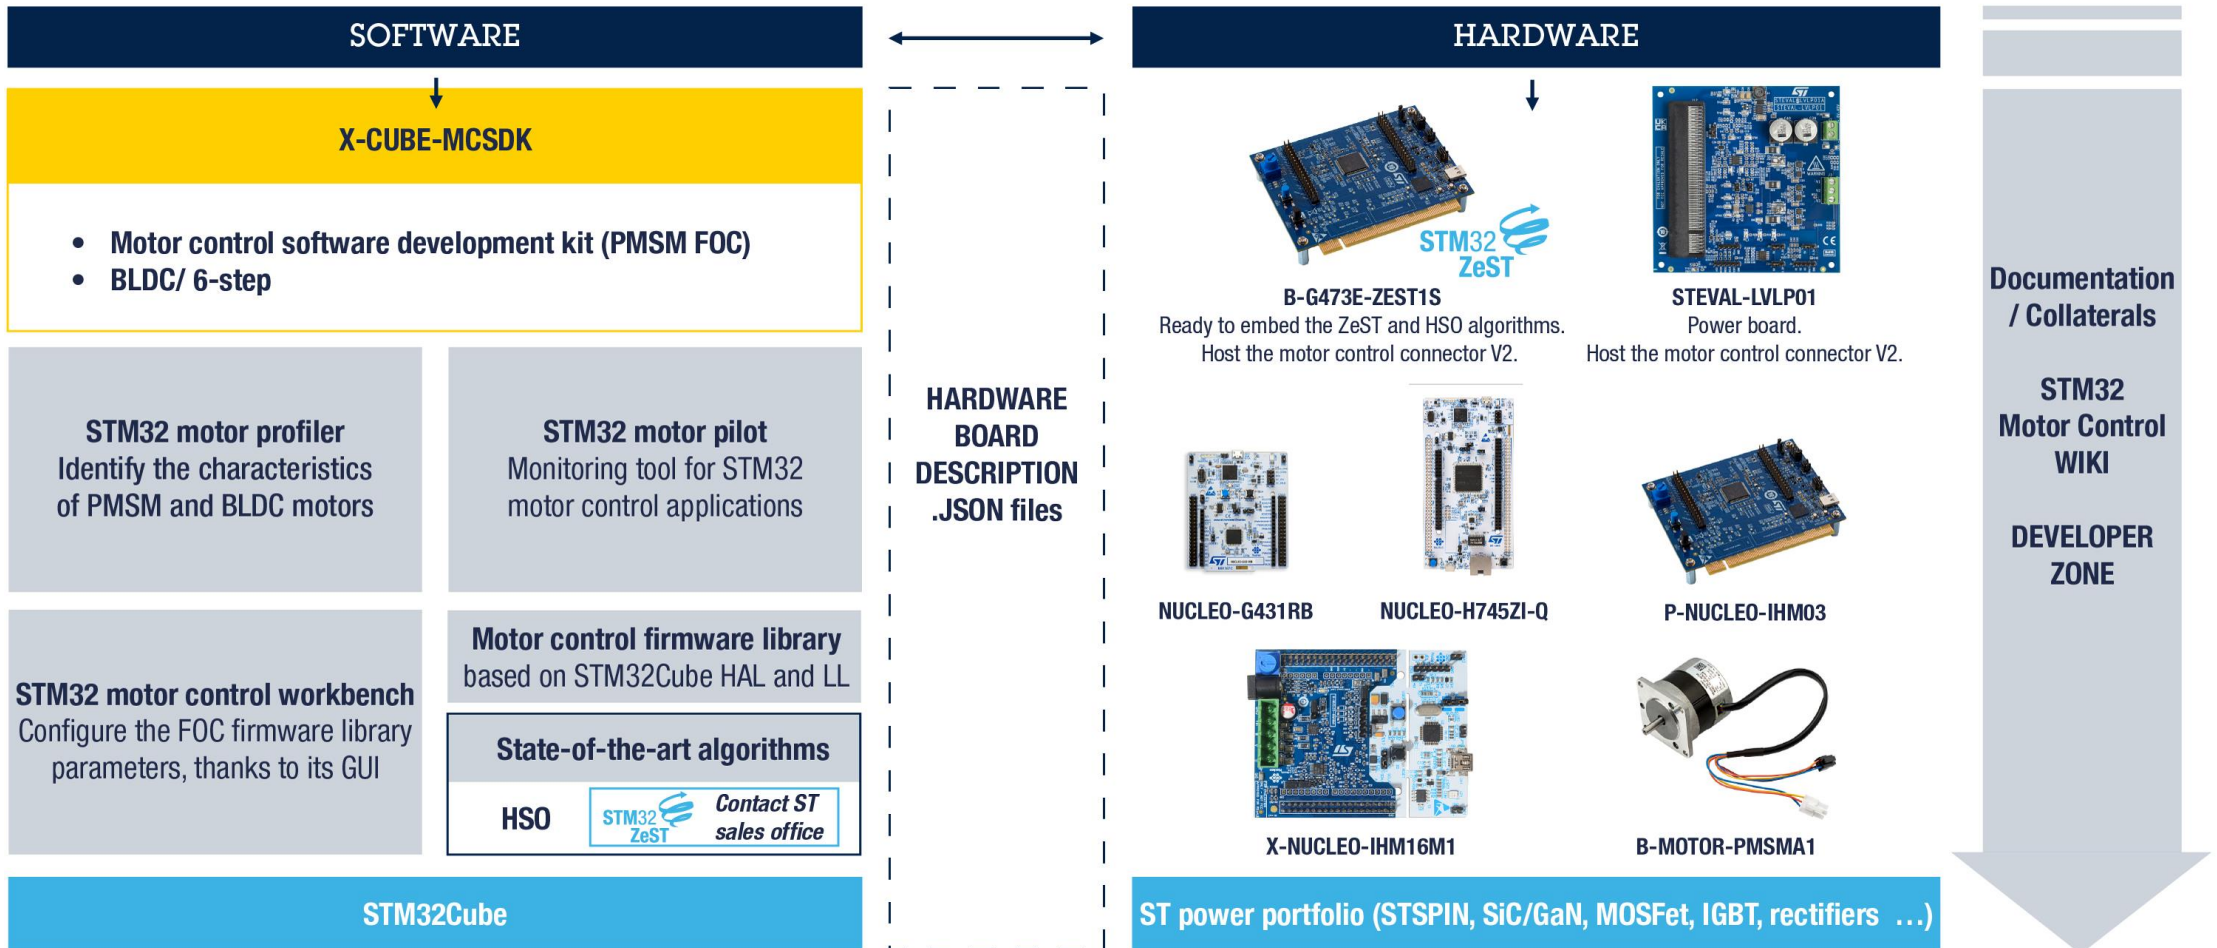 SOFTWARE
X-CUBE-MCSDK
• Motor control software development kit (PMSM FOC)
• BLDC/ 6-step
STM32 motor profiler
Identify the characteristics
of PMSM and BLDC motors
STM32 motor pilot
Monitoring tool for STM32
motor control applications
STM32 motor control workbench
Configure the FOC firmware library
parameters, thanks to its GUI
Motor control firmware library
based on STM32Cube HAL and LL
State-of-the-art algorithms
HSO
STM32
ZeST
Contact ST
sales office
STM32Cube
HARDWARE
BOARD
DESCRIPTION
.JSON files
HARDWARE
STM32
ZeST
B-G473E-ZEST1S
Ready to embed the ZeST and HSO algorithms.
Host the motor control connector V2.
STEVAL-LVLP01
Power board.
Host the motor control connector V2.
NUCLEO-G431RB
NUCLEO-H745ZI-Q
P-NUCLEO-IHM03
X-NUCLEO-IHM16M1
B-MOTOR-PMSMA1
ST power portfolio (STSPIN, SiC/GaN, MOSFet, IGBT, rectifiers ...)
Documentation
/ Collaterals
STM32
Motor Control
WIKI
DEVELOPER
ZONE